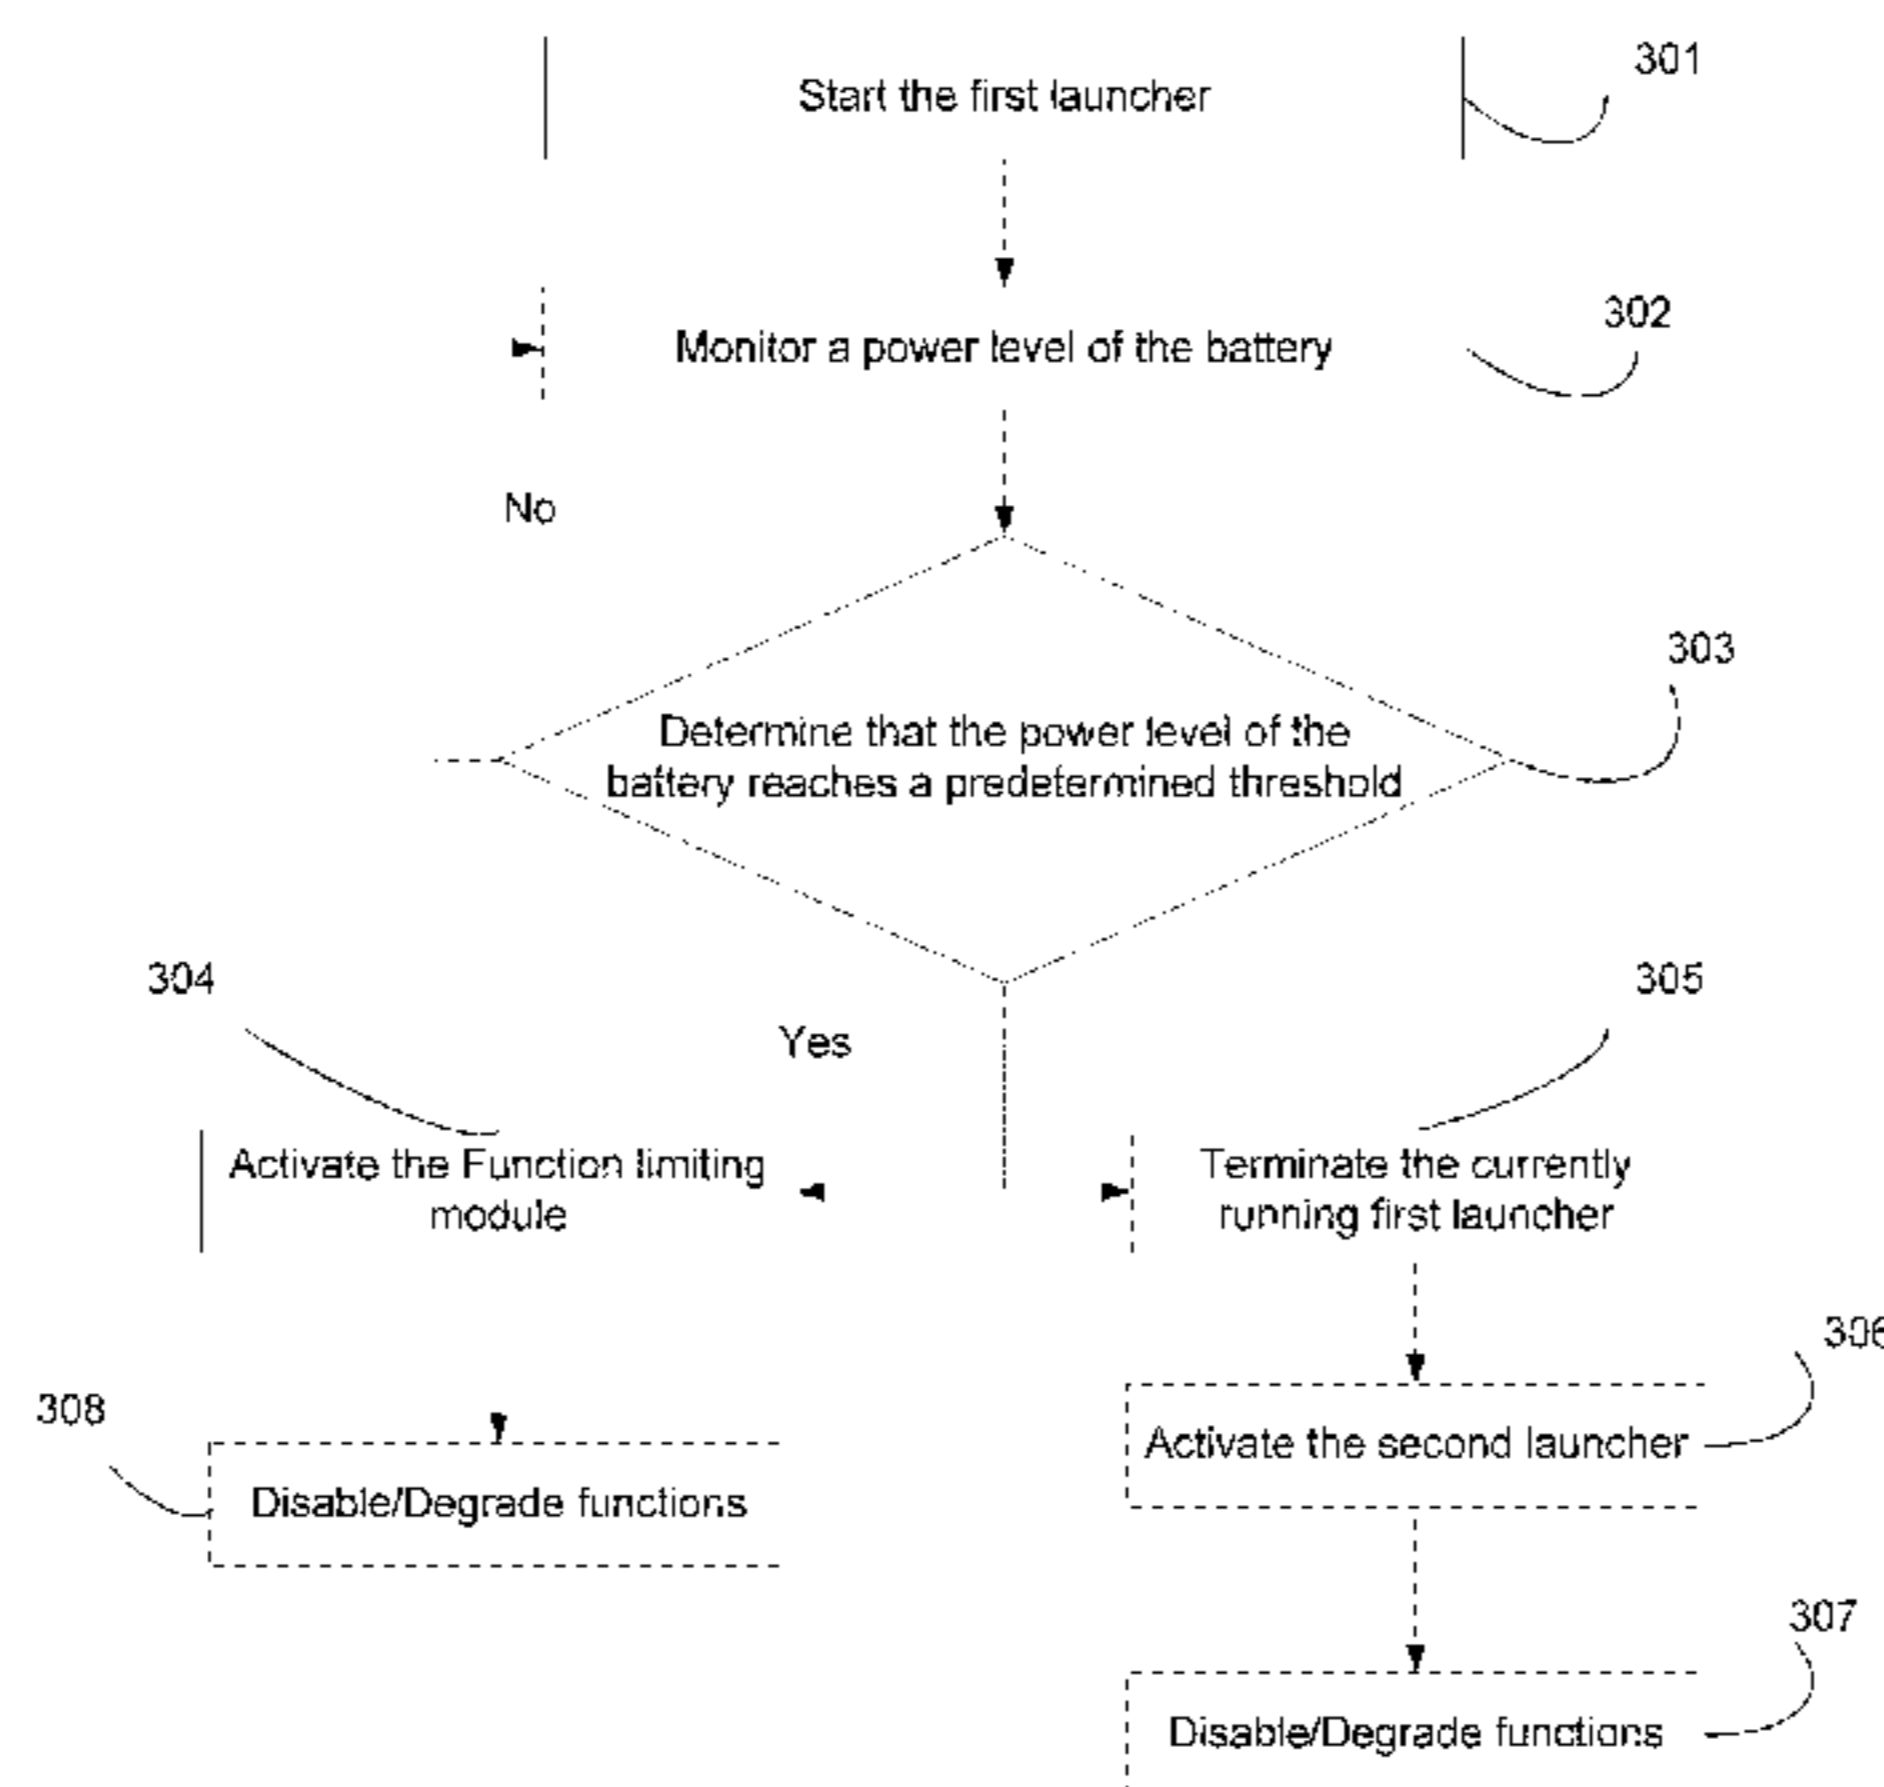 301
Start the first launcher
302
Monitor a power level of the battery
No
303
Determine that the power level of the
battery reaches a predetermined threshold
304
305
Yes
Activate the Function limiting
module
Terminate the currently
running first launcher
306
308
Activate the second launcher
Disable/Degrade functions
307
Disable/Degrade functions